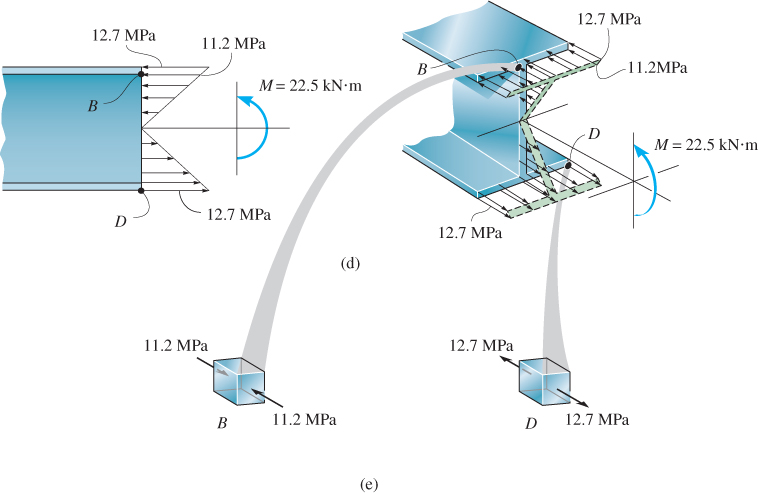 12.7 MPa
11.2 MPa
M = 22.5 kN·m
B
D
12.7 MPa
12.7 MPa
11.2MPa
B
D
M = 22.5 kN·m
12.7 MPa
(d)
11.2 MPa
11.2 MPa
B
12.7 MPa
12.7 MPa
D
(e)